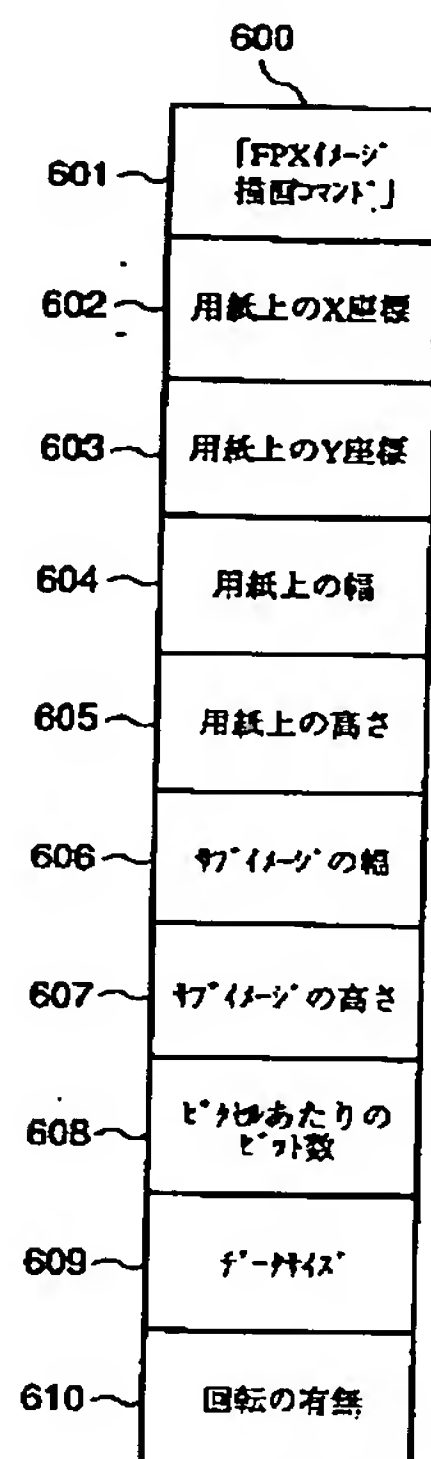 600
601
「FPXイメージ
描画コマンド」
602
用紙上のX座標
603
用紙上のY座標
604
用紙上の幅
605
用紙上の高さ
606
サブイメージの幅
607
サブイメージの高さ
608
ピクセルあたりの
ビット数
609
データサイズ
610
回転の有無